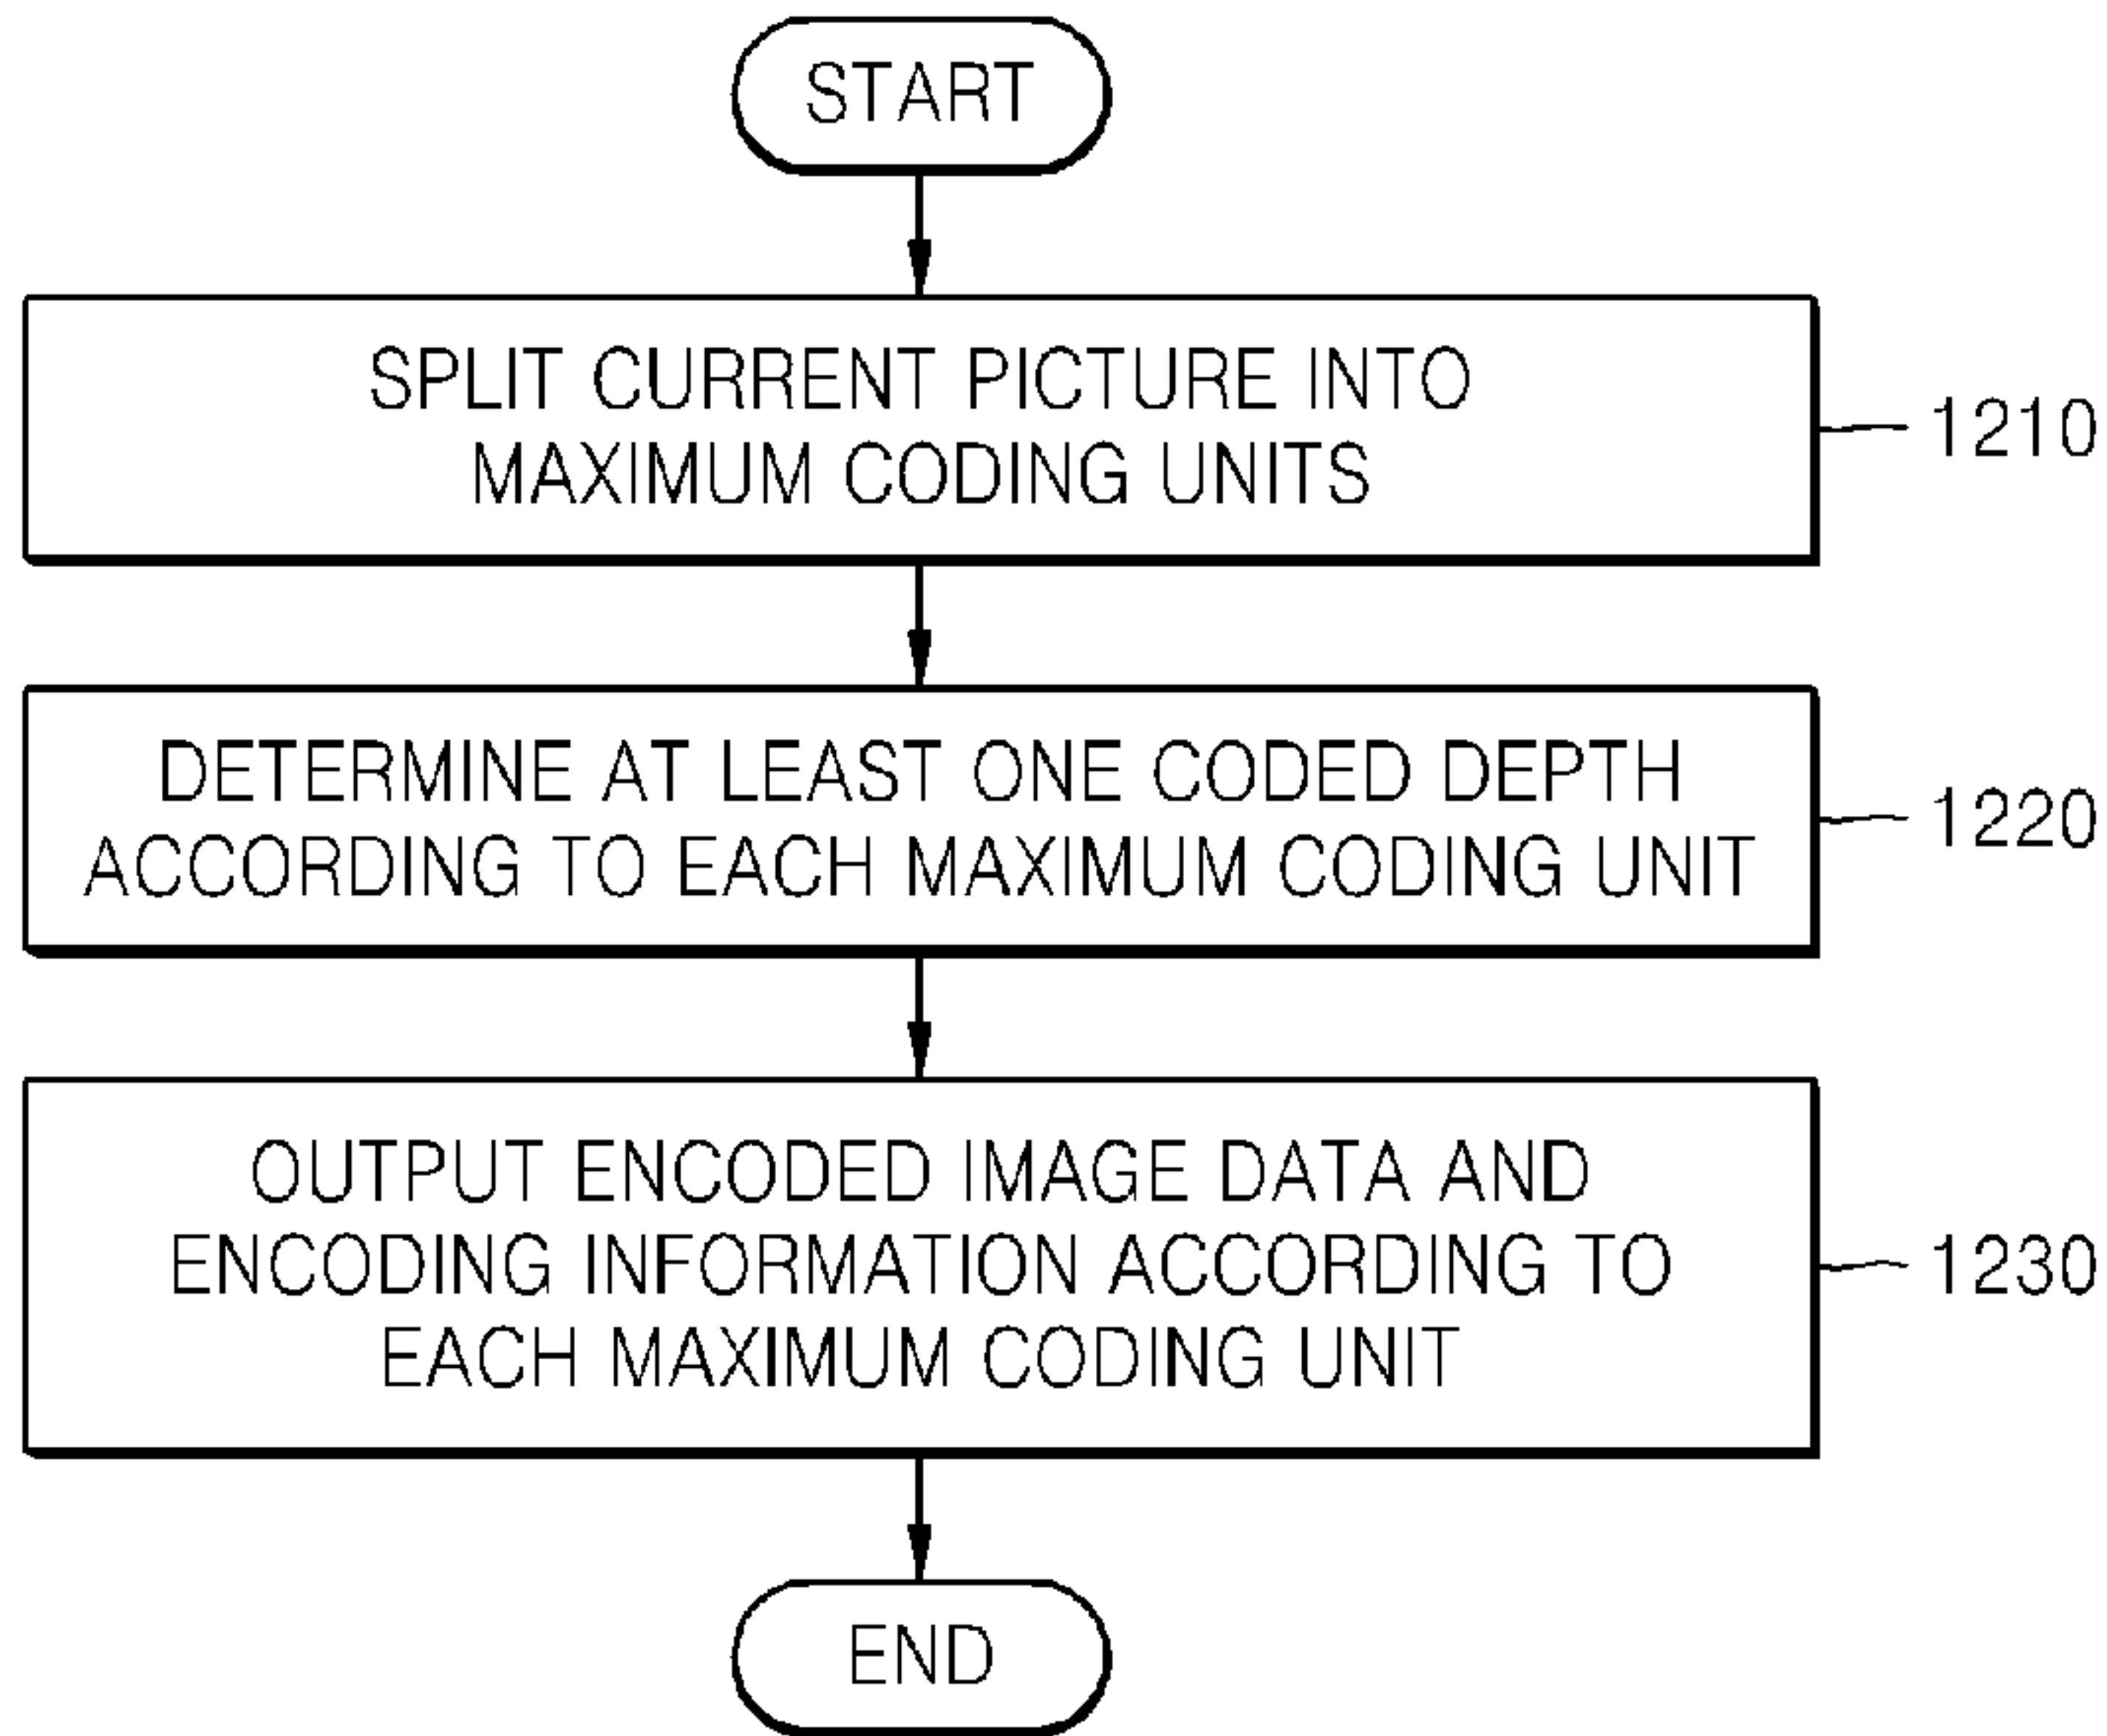 START
SPLIT CURRENT PICTURE INTO
MAXIMUM CODING UNITS
1210
DETERMINE AT LEAST ONE CODED DEPTH
ACCORDING TO EACH MAXIMUM CODING UNIT
1220
OUTPUT ENCODED IMAGE DATA AND
ENCODING INFORMATION ACCORDING TO
EACH MAXIMUM CODING UNIT
1230
END